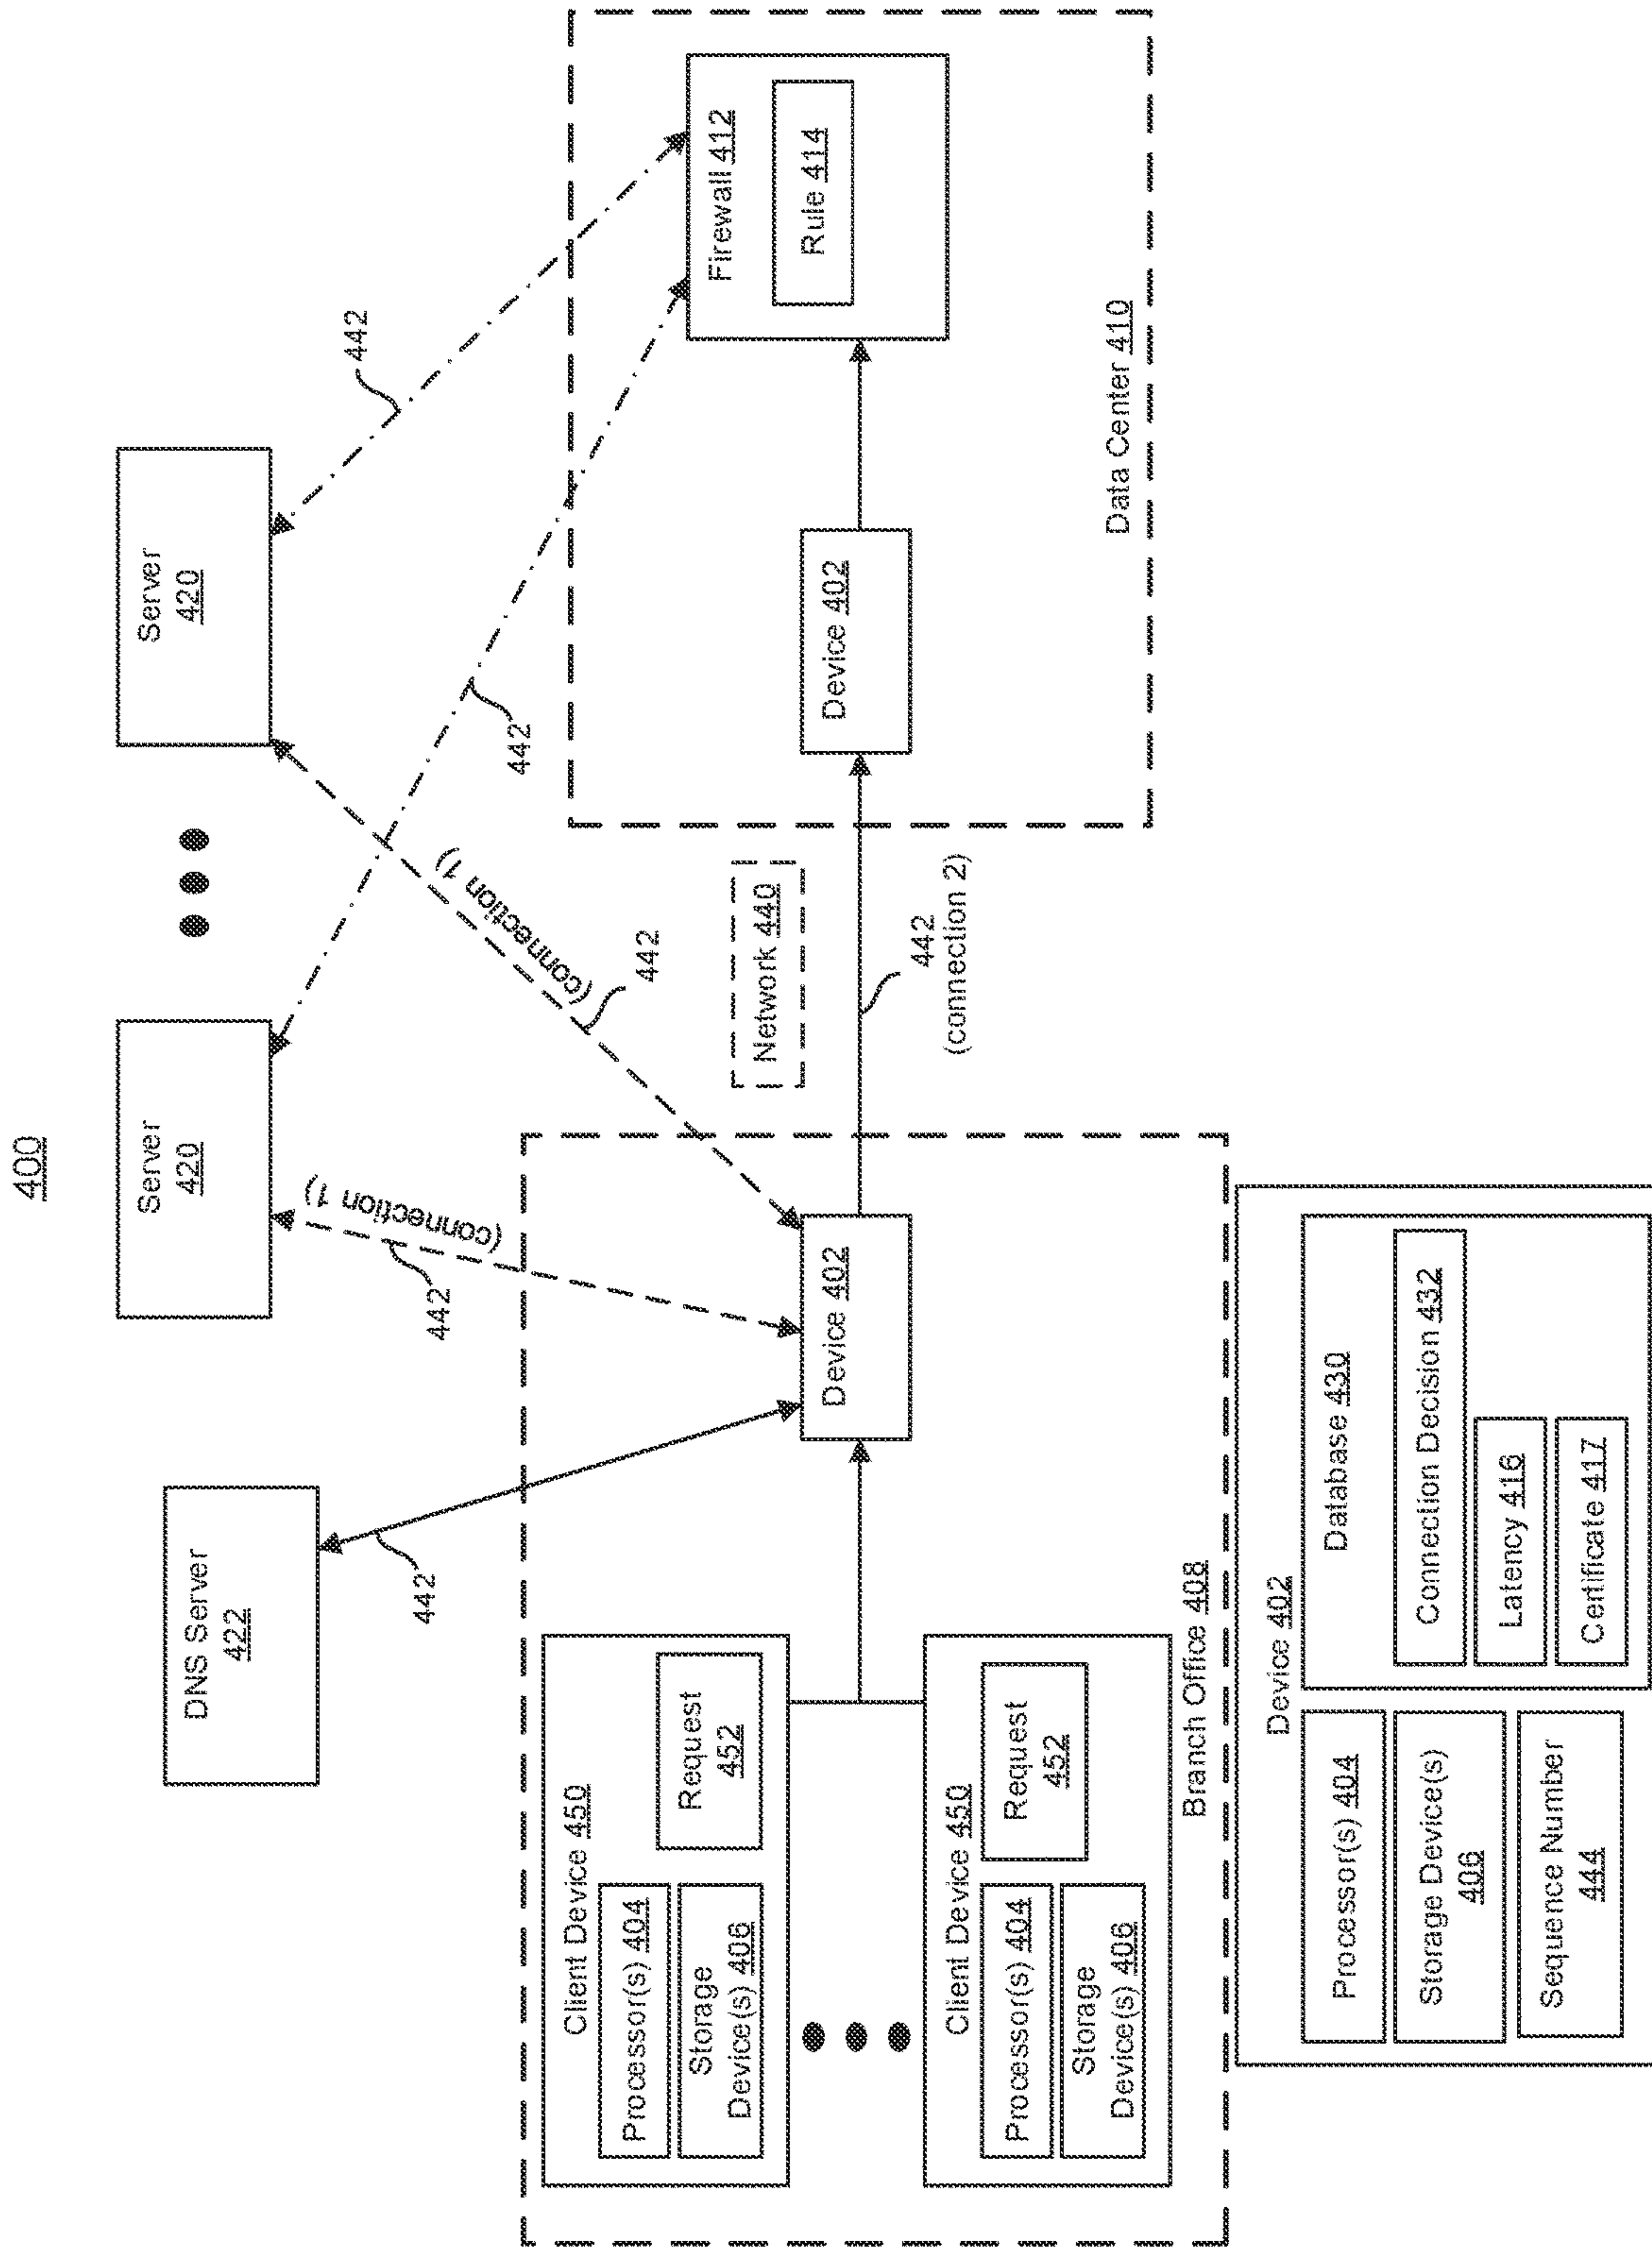 400
DNS Server
422
Server
420
Server
420
442
442
(connection 1)
442
(connection 1)
442
442
Client Device 450
Processor(s) 404
Storage
Device(s) 406
Request
452
Client Device 450
Processor(s) 404
Storage
Device(s) 406
Request
452
Device 402
Branch Office 408
Network 440
442
(connection 2)
Device 402
Firewall 412
Rule 414
Data Center 410
Device 402
Processor(s) 404
Storage Device(s)
406
Sequence Number
444
Database 430
Connection Decision 432
Latency 416
Certificate 417